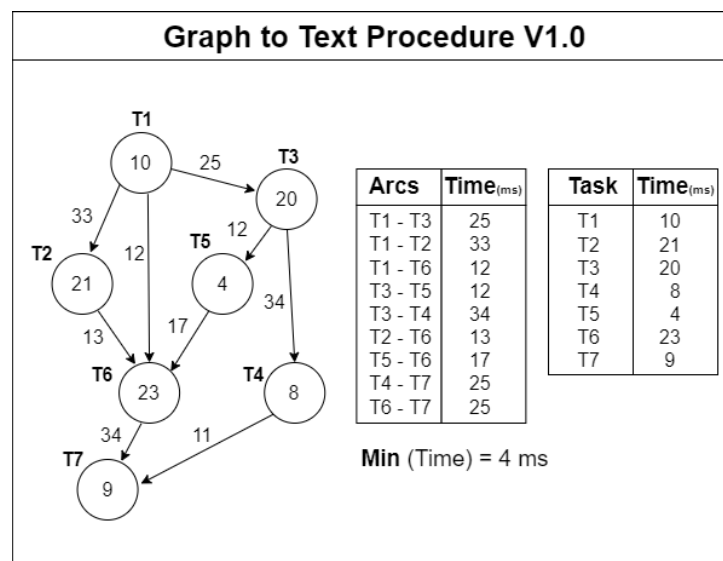 Graph to Text Procedure V1.0
T1
10
25
T3
20
33
12
12
T5
T2
21
4
34
13
17
T6
23
T4
8
34
11
T7
9
Arcs Time(ms)
T1 - T3 25
T1 - T2 33
T1 - T6 12
T3 - T5 12
T3 - T4 34
T2 - T6 13
T5 - T6 17
T4 - T7 25
T6 - T7 25
Task Time(ms)
T1 10
T2 21
T3 20
T4 8
T5 4
T6 23
T7 9
Min (Time) = 4 ms